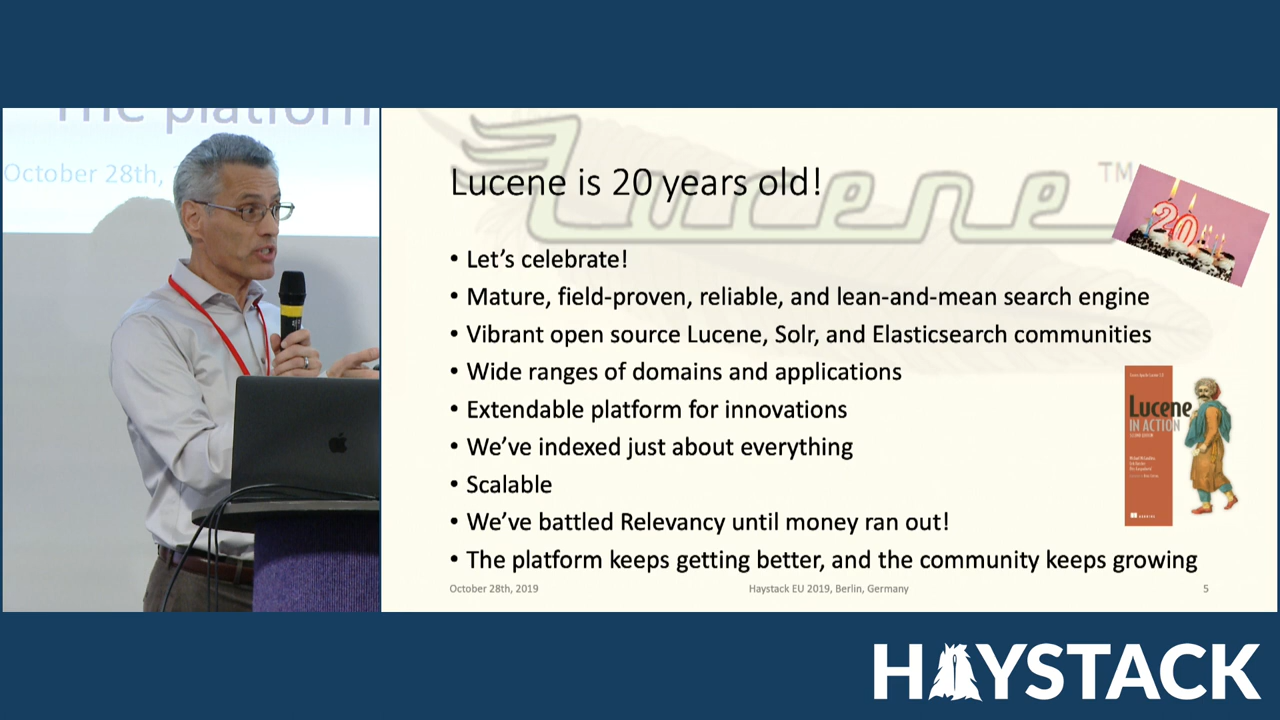 The platform
October 28th,
Lucene
TM
Lucene is 20 years old!
20
• Let's celebrate!
• Mature, field-proven, reliable, and lean-and-mean search engine
• Vibrant open source Lucene, Solr, and Elasticsearch communities
• Wide ranges of domains and applications
• Extendable platform for innovations
• We've indexed just about everything
• Scalable
• We've battled Relevancy until money ran out!
• The platform keeps getting better, and the community keeps growing
Lucene
IN ACTION
MANNING
October 28th, 2019
Haystack EU 2019, Berlin, Germany
5
HAYSTACK